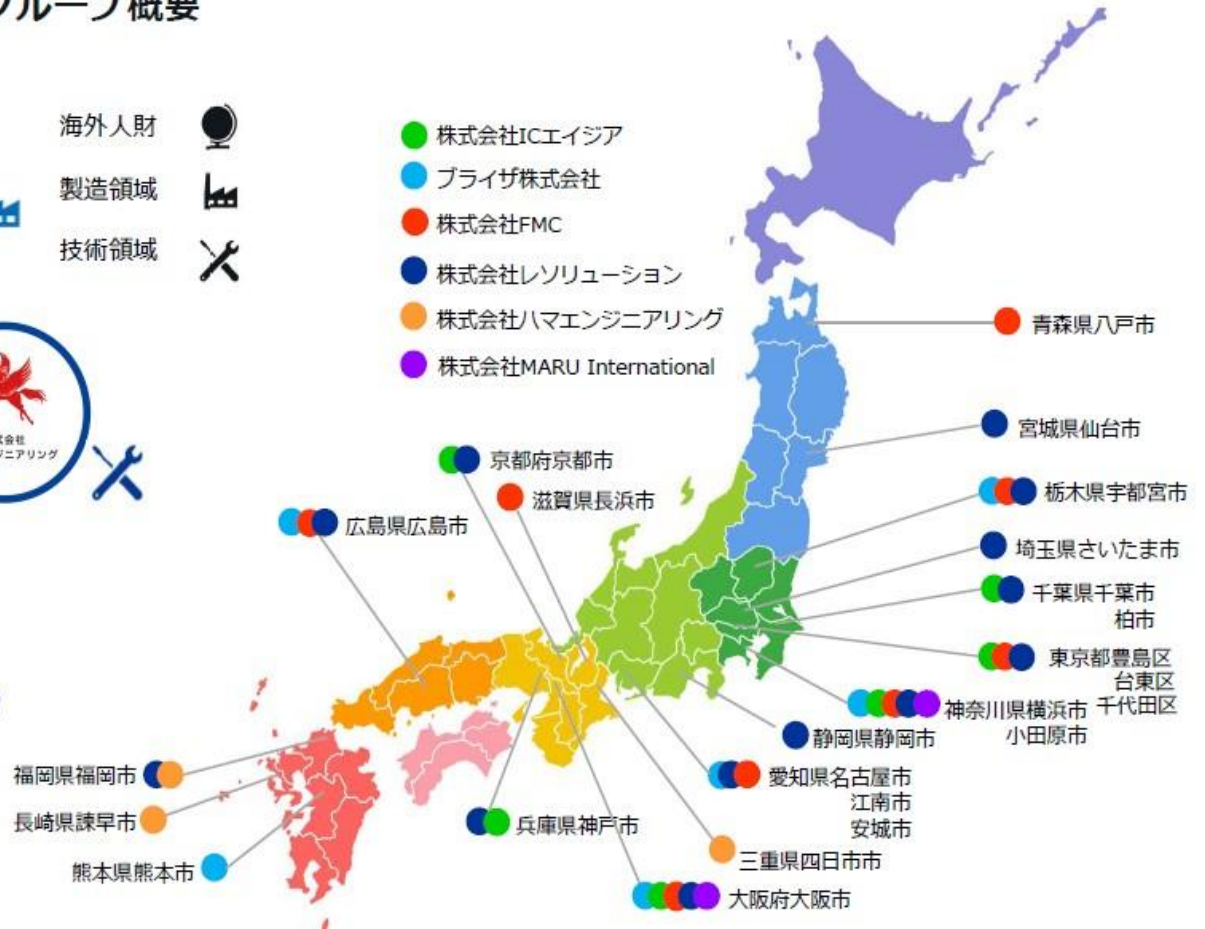 グループ概要
海外人財
製造領域
技術領域
株式会社ICエイジア
ブライザ株式会社
株式会社FMC
株式会社レソリューション
株式会社ハマエンジニアリング
株式会社MARU International
式会社
ニアリング
青森県八戸市
宮城県仙台市
栃木県宇都宮市
埼玉県さいたま市
千葉県千葉市
柏市
東京都豊島区
台東区
千代田区
神奈川県横浜市
小田原市
静岡県静岡市
愛知県名古屋市
江南市
安城市
三重県四日市市
大阪府大阪市
兵庫県神戸市
京都府京都市
滋賀県長浜市
広島県広島市
福岡県福岡市
長崎県諫早市
熊本県熊本市